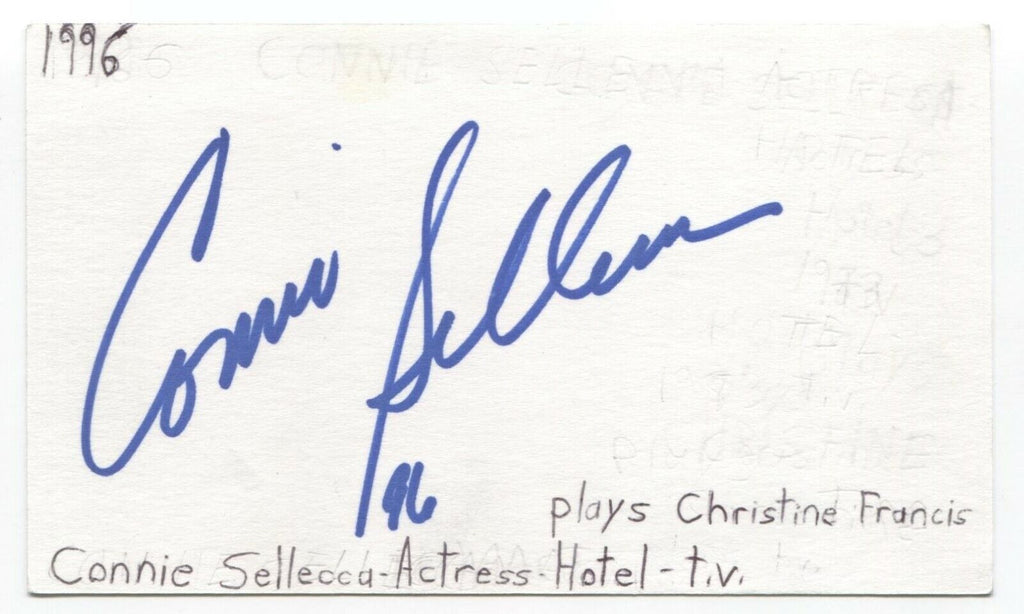 1996
Connie Sellecca
96
plays Christine Francis
Connie Sellecca-Actress-Hotel-t.v.